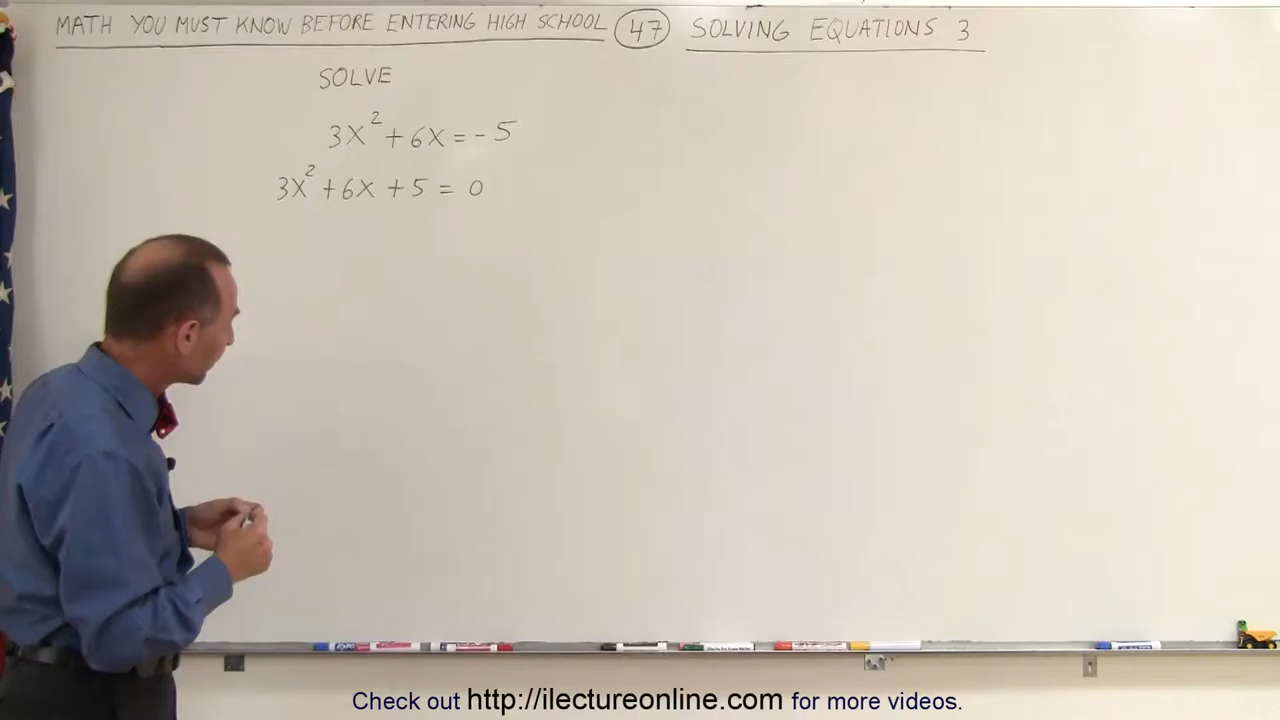 MATH YOU MUST KNOW BEFORE ENTERING HIGH SCHOOL 47 SOLVING EQUATIONS 3
SOLVE
3X² + 6X = -5
3X² + 6X + 5 = 0
Check out http://ilectureonline.com for more videos.